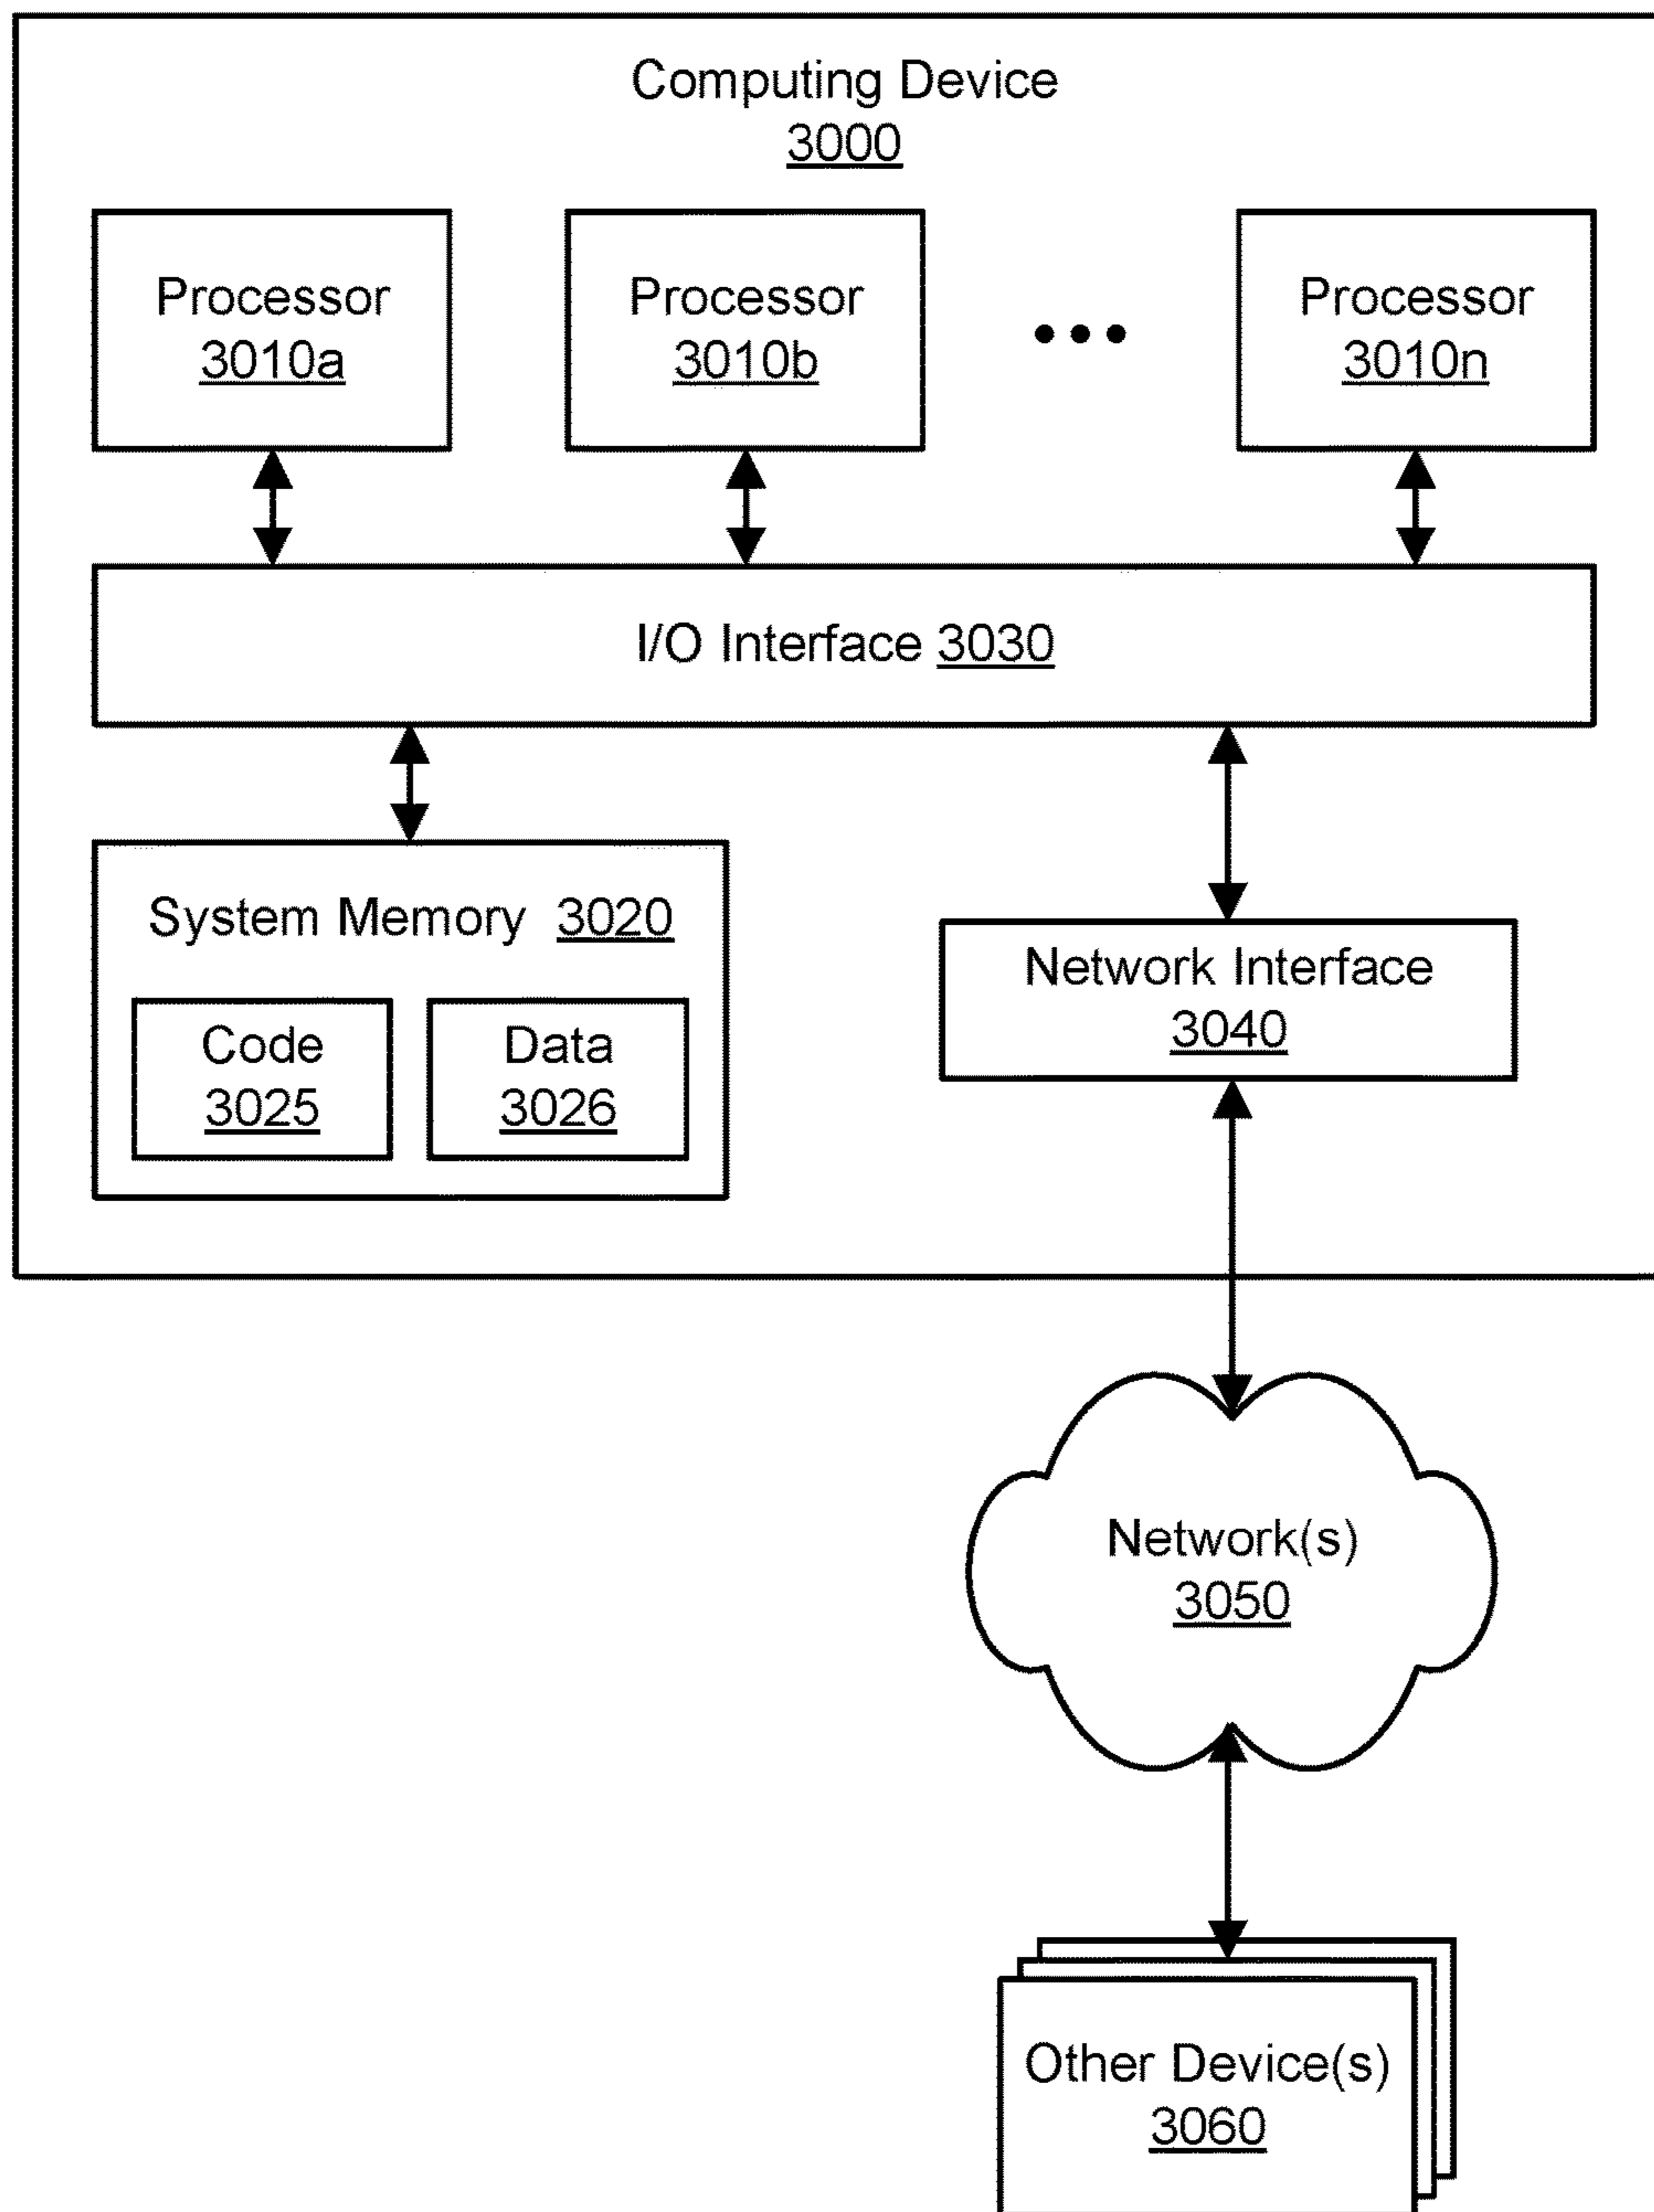 Computing Device
3000
Processor
3010a
Processor
3010b
Processor
3010n
I/O Interface 3030
System Memory 3020
Code
3025
Data
3026
Network Interface
3040
Network(s)
3050
Other Device(s)
3060